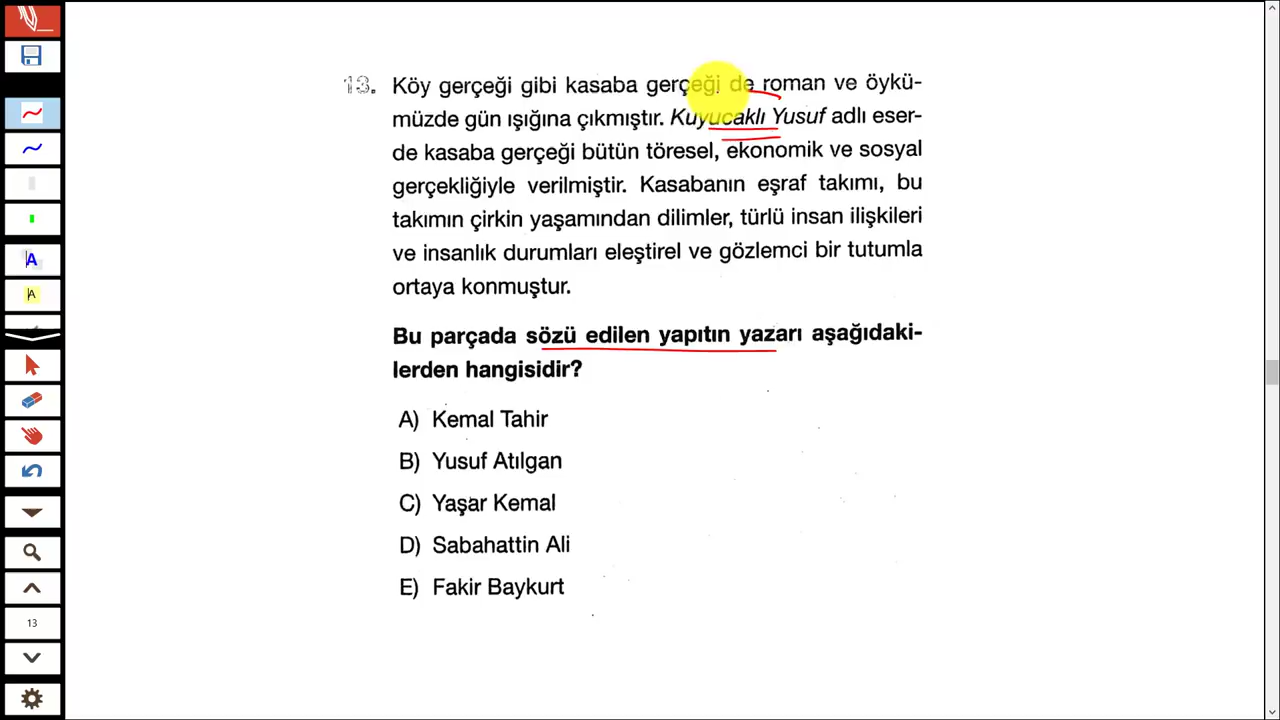 13. Köy gerçeği gibi kasaba gerçeği de roman ve öykü-
müzde gün ışığına çıkmıştır. Kuyucaklı Yusuf adlı eser-
de kasaba gerçeği bütün töresel, ekonomik ve sosyal
gerçekliğiyle verilmiştir. Kasabanın eşraf takımı, bu
takımın çirkin yaşamından dilimler, türlü insan ilişkileri
ve insanlık durumları eleştirel ve gözlemci bir tutumla
ortaya konmuştur.
Bu parçada sözü edilen yapıtın yazarı aşağıdaki-
lerden hangisidir?
A) Kemal Tahir
B) Yusuf Atılgan
C) Yaşar Kemal
D) Sabahattin Ali
E) Fakir Baykurt
A
A
13